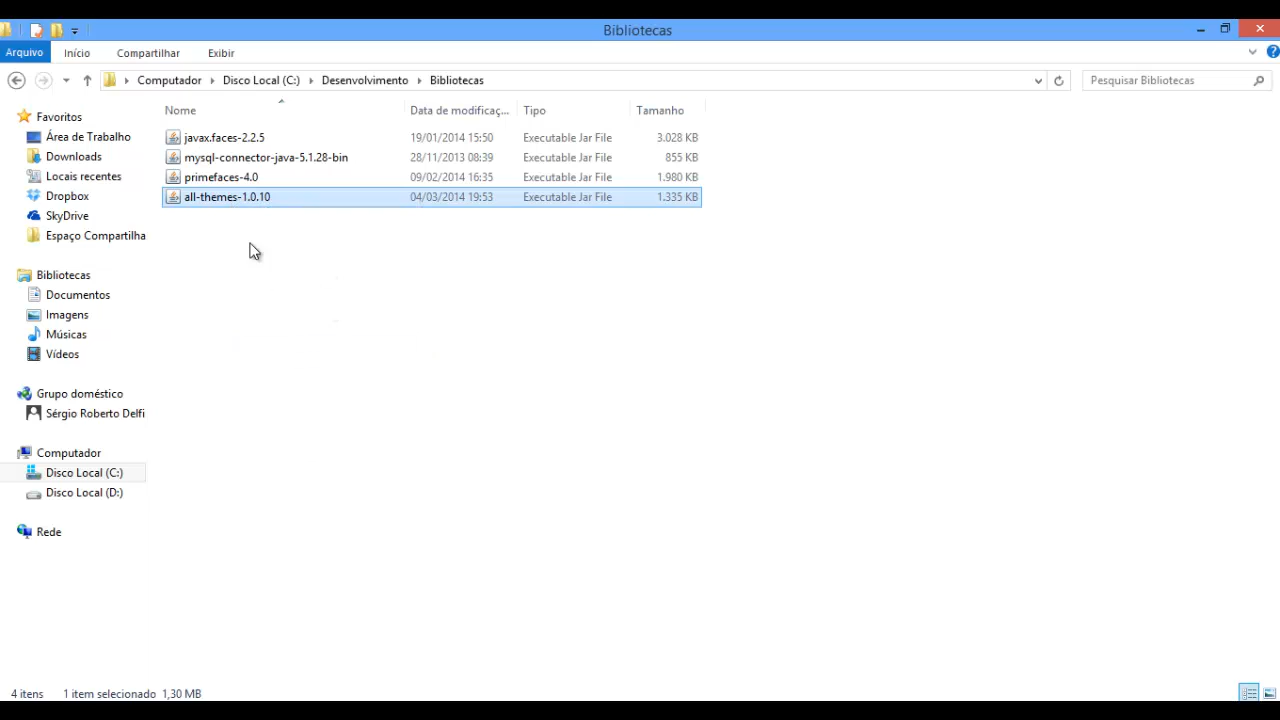 Bibliotecas
Arquivo Início Compartilhar Exibir
Computador Disco Local (C:) Desenvolvimento Bibliotecas Pesquisar Bibliotecas
Nome Data de modificaç... Tipo Tamanho
javax.faces-2.2.5 19/01/2014 15:50 Executable Jar File 3.028 KB
mysql-connector-java-5.1.28-bin 28/11/2013 08:39 Executable Jar File 855 KB
primefaces-4.0 09/02/2014 16:35 Executable Jar File 1.980 KB
all-themes-1.0.10 04/03/2014 19:53 Executable Jar File 1.335 KB
Favoritos
Área de Trabalho
Downloads
Locais recentes
Dropbox
SkyDrive
Espaço Compartilha
Bibliotecas
Documentos
Imagens
Músicas
Vídeos
Grupo doméstico
Sérgio Roberto Delfi
Computador
Disco Local (C:)
Disco Local (D:)
Rede
4 itens 1 item selecionado 1,30 MB